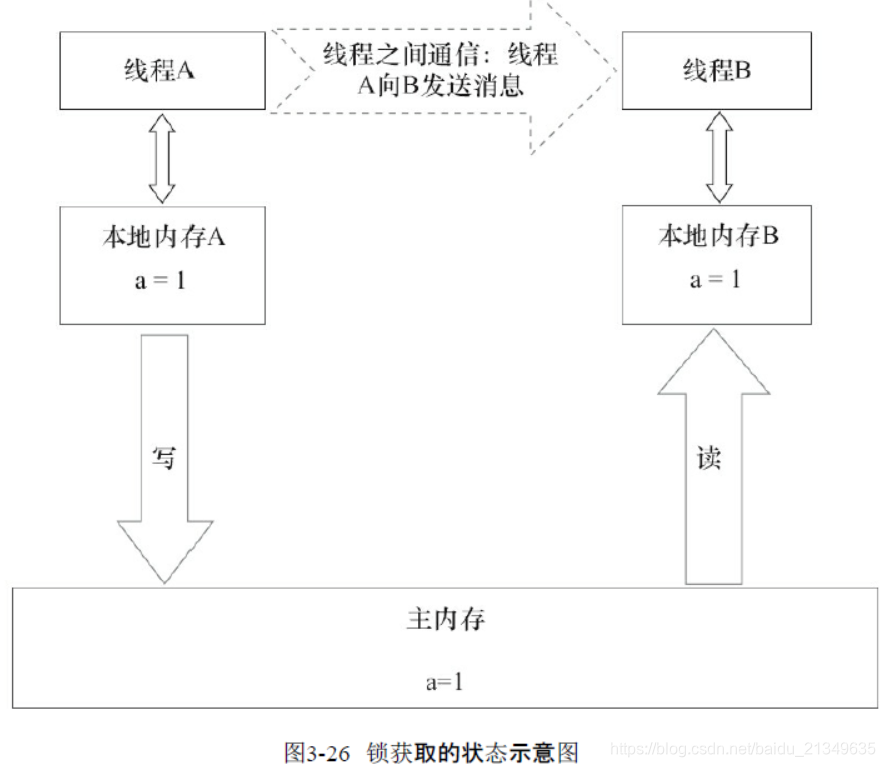 线程A
线程之间通信：线程
A向B发送消息
线程B
本地内存A
a = 1
本地内存B
a = 1
写
读
主内存
a=1
图3-26 锁获取的状态示意图
https://blog.csdn.net/baidu_21349635